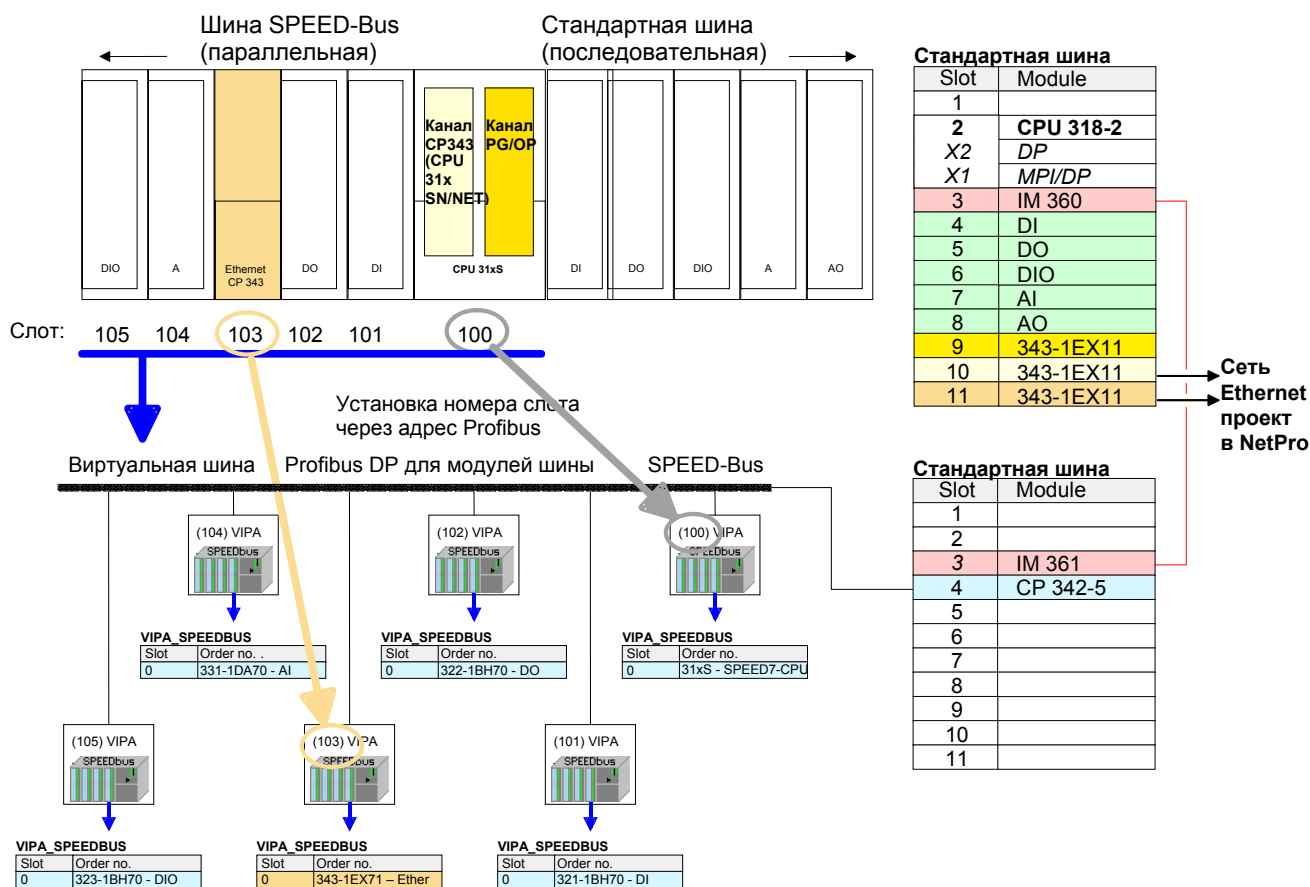 Шина SPEED-Bus
(параллельная)
Стандартная шина
(последовательная)
Канал
CP343
(CPU
31x
SN/NET)
Канал
PG/OP
DIO
A
Ethernet
CP 343
DO
DI
CPU 31xS
DI
DO
DIO
A
AO
Слот:
105
104
103
102
101
100
Установка номера слота
через адрес Profibus
Виртуальная шина
Profibus DP для модулей шины
SPEED-Bus
(104) VIPA
SPEEDbus
(102) VIPA
SPEEDbus
(100) VIPA
SPEEDbus
VIPA_SPEEDBUS
Slot Order no. .
0 331-1DA70 - AI
VIPA_SPEEDBUS
Slot Order no.
0 322-1BH70 - DO
VIPA_SPEEDBUS
Slot Order no.
0 31xS - SPEED7-CPU
(105) VIPA
SPEEDbus
(103) VIPA
SPEEDbus
(101) VIPA
SPEEDbus
VIPA_SPEEDBUS
Slot Order no.
0 323-1BH70 - DIO
VIPA_SPEEDBUS
Slot Order no.
0 343-1EX71 – Ether
VIPA_SPEEDBUS
Slot Order no.
0 321-1BH70 - DI
Стандартная шина
Slot Module
1
2 CPU 318-2
X2 DP
X1 MPI/DP
3 IM 360
4 DI
5 DO
6 DIO
7 AI
8 AO
9 343-1EX11
10 343-1EX11
11 343-1EX11
Сеть
Ethernet
проект
в NetPro
Стандартная шина
Slot Module
1
2
3 IM 361
4 CP 342-5
5
6
7
8
9
10
11